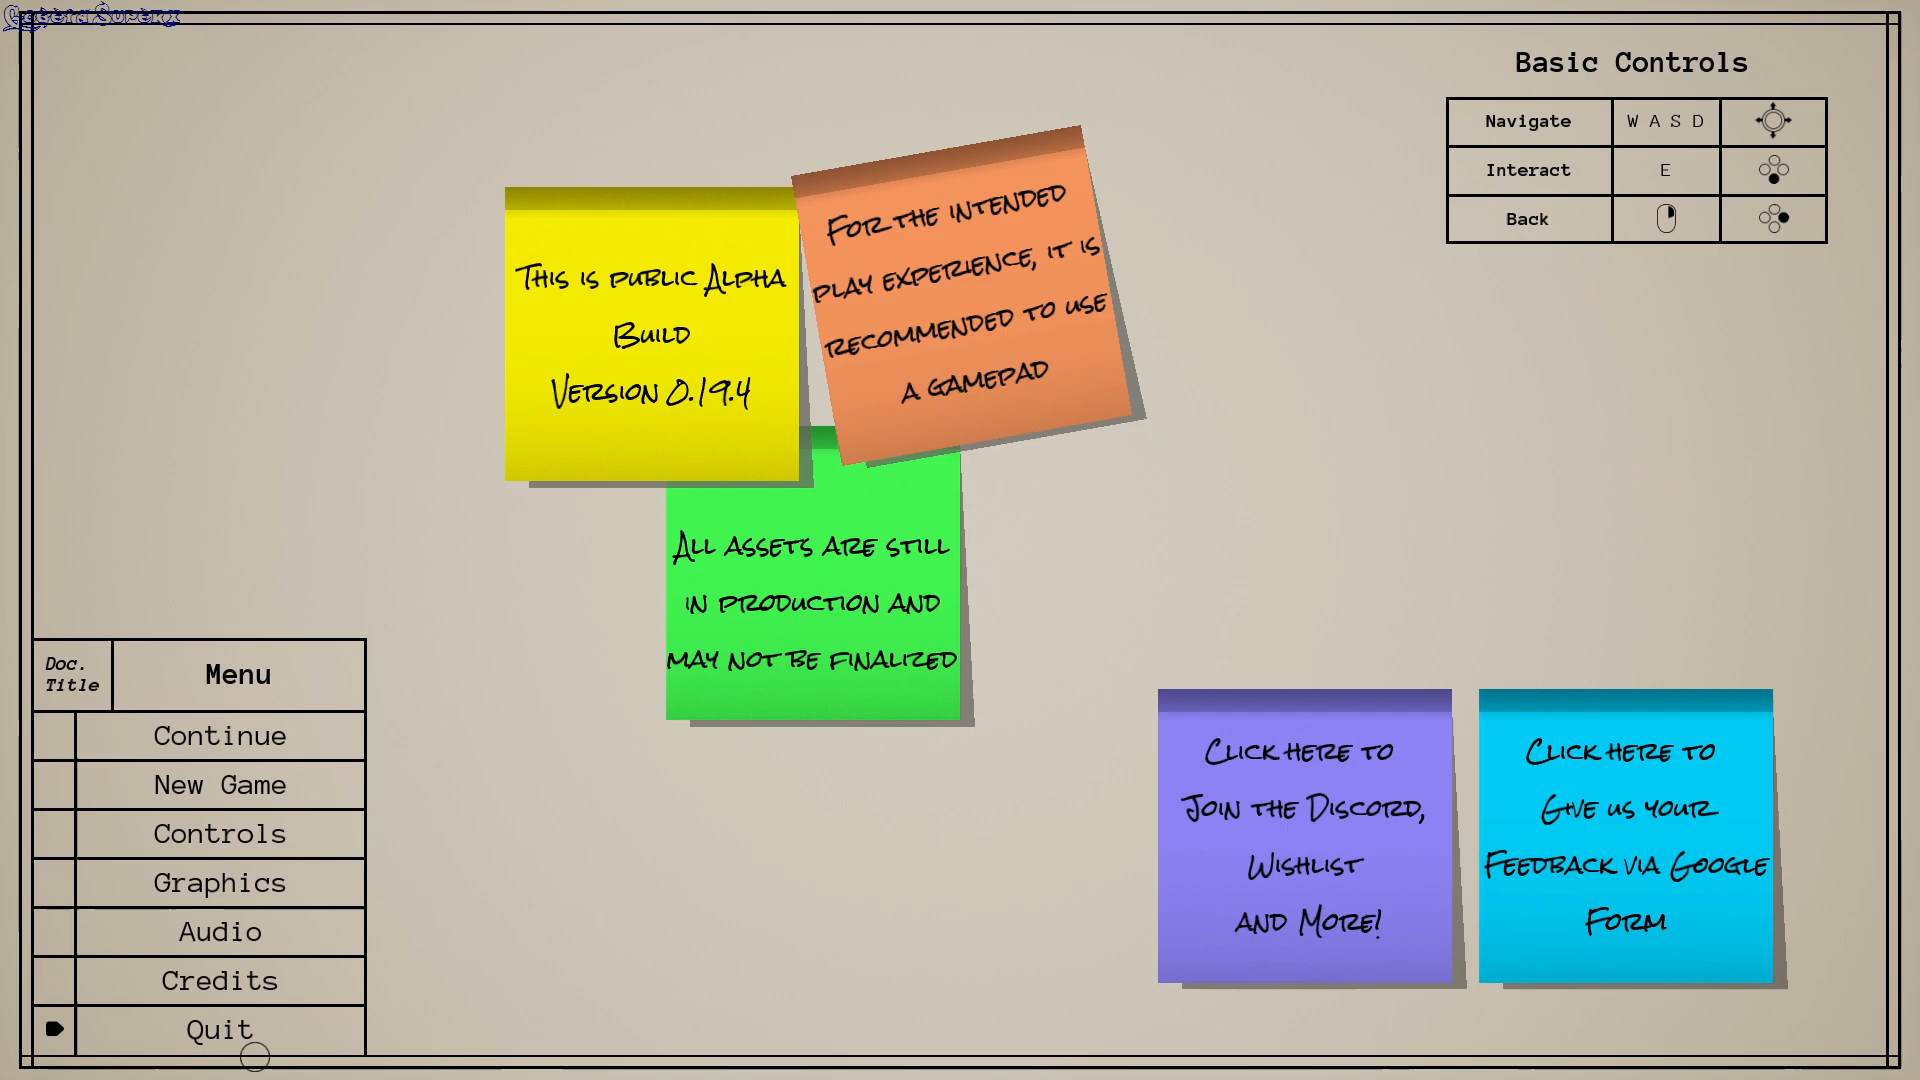 Basic Controls
Navigate W A S D
Interact E
Back
This is public Alpha
Build
Version 0.19.4
For the intended
play experience, it is
recommended to use
a gamepad
All assets are still
in production and
may not be finalized
Doc.
Title
Menu
Continue
New Game
Controls
Graphics
Audio
Credits
Quit
Click here to
Join the Discord,
Wishlist
and More!
Click here to
Give us your
Feedback via Google
Form